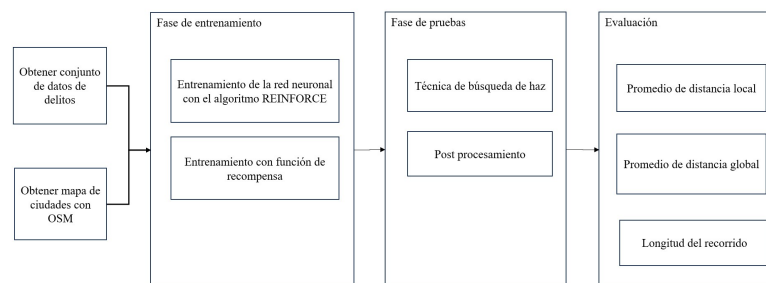 Obtener conjunto
de datos de
delitos
Obtener mapa de
ciudades con
OSM
Fase de entrenamiento
Entrenamiento de la red neuronal
con el algoritmo REINFORCE
Entrenamiento con función de
recompensa
Fase de pruebas
Técnica de búsqueda de haz
Post procesamiento
Evaluación
Promedio de distancia local
Promedio de distancia global
Longitud del recorrido